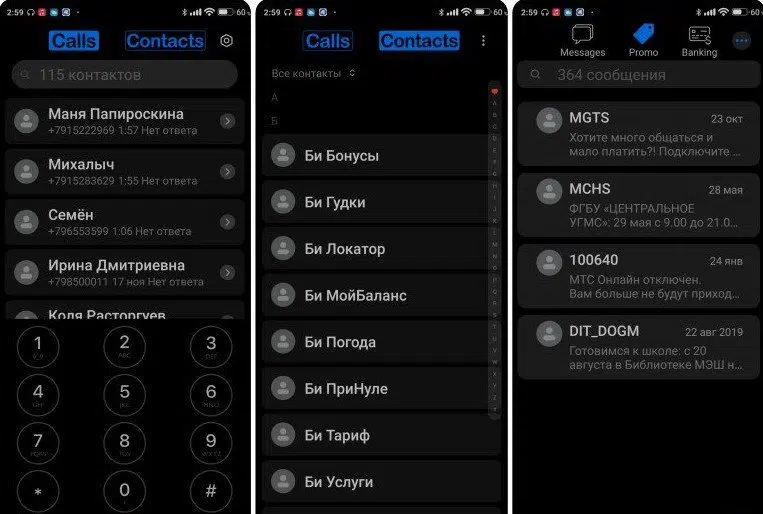 2:59
60
Calls
Contacts
115 контактов
Маня Папироскина
+7915222969 1:57 Нет ответа
Михалыч
+7915283629 1:55 Нет ответа
Семён
+796553599 1:06 Нет ответа
Ирина Дмитриевна
+798500011 17 ноя Нет ответа
Коля Расторгуев
1
2
ABC
3
DEF
4
GHI
5
JKL
6
MNO
7
PQRS
8
TUV
9
WXYZ
*
0
+
#
2:59
60
Calls
Contacts
Все контакты
А
Б
Би Бонусы
Би Гудки
Би Локатор
Би МойБаланс
Би Погода
Би ПриНуле
Би Тариф
Би Услуги
2:59
60
Messages
Promo
Banking
364 сообщения
MGTS
23 окт
Хотите много общаться и
мало платить?! Подключите ...
MCHS
28 мая
ФГБУ «ЦЕНТРАЛЬНОЕ
УГМС»: 29 мая с 9.00 до 21.0...
100640
24 янв
МТС Онлайн отключен.
Вам больше не будут приход...
DIT_DOGM
22 авг 2019
Готовимся к школе: с 20
августа в Библиотеке МЭШ н...